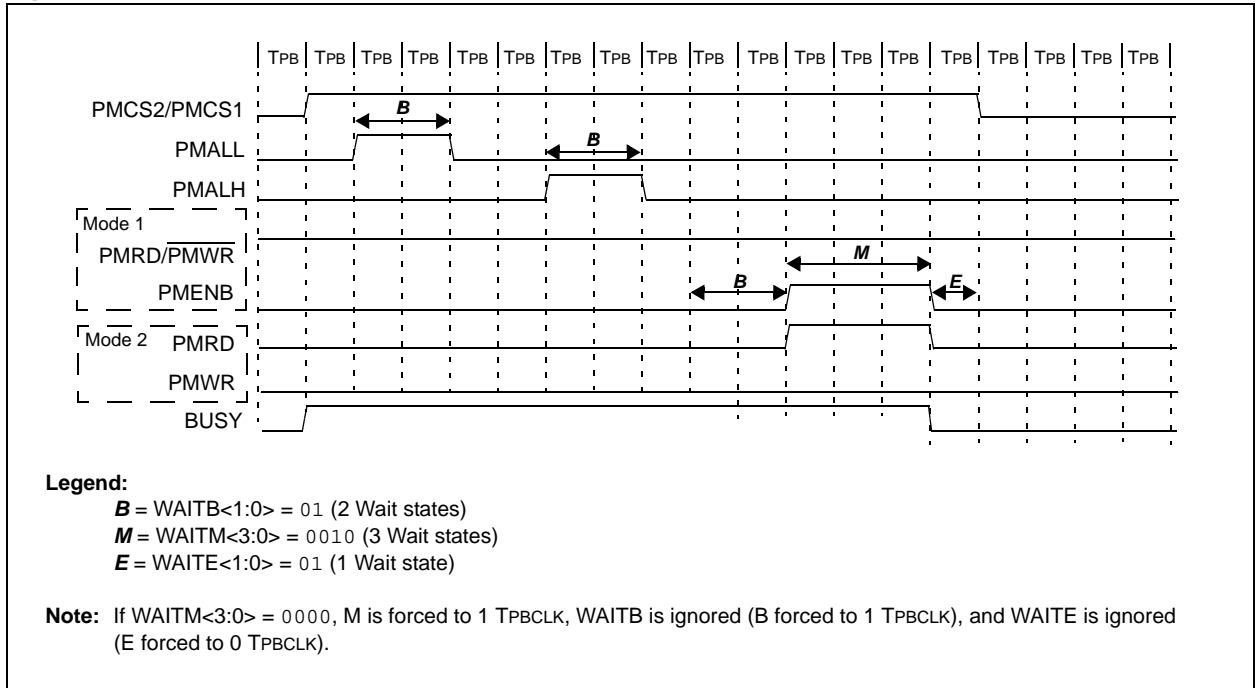 TPB TPB TPB TPB TPB TPB TPB TPB TPB TPB TPB TPB TPB TPB TPB TPB TPB TPB TPB
PMCS2/PMCS1
B
PMALL
B
PMALH
Mode 1
PMRD/PMWR
M
PMENB
B
E
Mode 2 PMRD
PMWR
BUSY
Legend:
B = WAITB<1:0> = 01 (2 Wait states)
M = WAITM<3:0> = 0010 (3 Wait states)
E = WAITE<1:0> = 01 (1 Wait state)
Note: If WAITM<3:0> = 0000, M is forced to 1 TPBCLK, WAITB is ignored (B forced to 1 TPBCLK), and WAITE is ignored
(E forced to 0 TPBCLK).